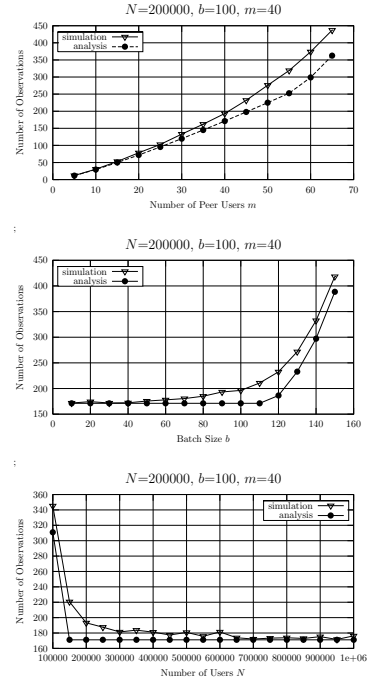 N=200000, b=100, m=40
450
400
350
300
250
200
150
100
50
0
Number of Observations
simulation
analysis
0 10 20 30 40 50 60 70
Number of Peer Users m
;
N=200000, b=100, m=40
450
400
350
300
250
200
150
Number of Observations
simulation
analysis
0 20 40 60 80 100 120 140 160
Batch Size b
;
N=200000, b=100, m=40
360
340
320
300
280
260
240
220
200
180
160
Number of Observations
simulation
analysis
100000 200000 300000 400000 500000 600000 700000 800000 900000 1e+06
Number of Users N